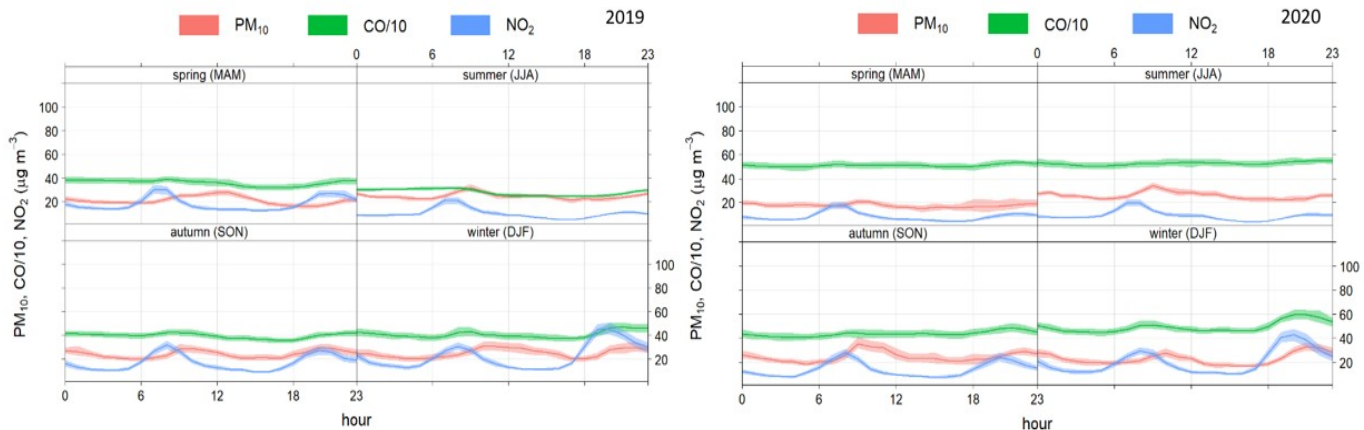 PM10 CO/10 NO2 2019
0 6 12 18 23
spring (MAM) summer (JJA)
100
80
60
40
20
autumn (SON) winter (DJF)
100
80
60
40
20
0 6 12 18 23
hour
PM10, CO/10, NO2 (μg m−3)
PM10 CO/10 NO2 2020
0 6 12 18 23
spring (MAM) summer (JJA)
100
80
60
40
20
autumn (SON) winter (DJF)
100
80
60
40
20
0 6 12 18 23
hour
PM10, CO/10, NO2 (μg m−3)